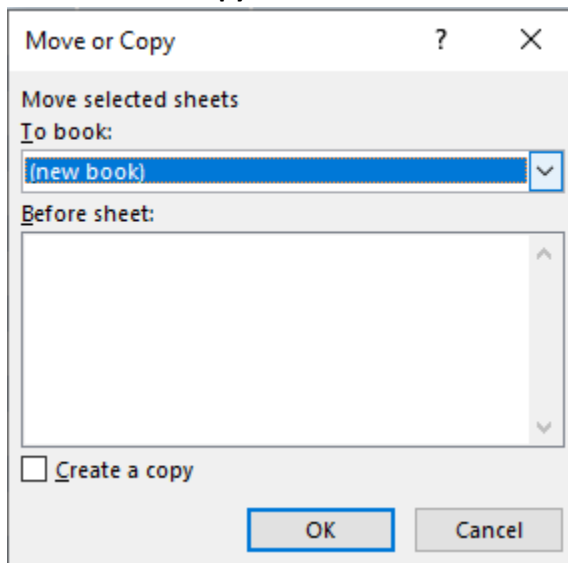 Move or Copy ? ×
Move selected sheets
To book:
(new book)
Before sheet:
Create a copy
OK Cancel